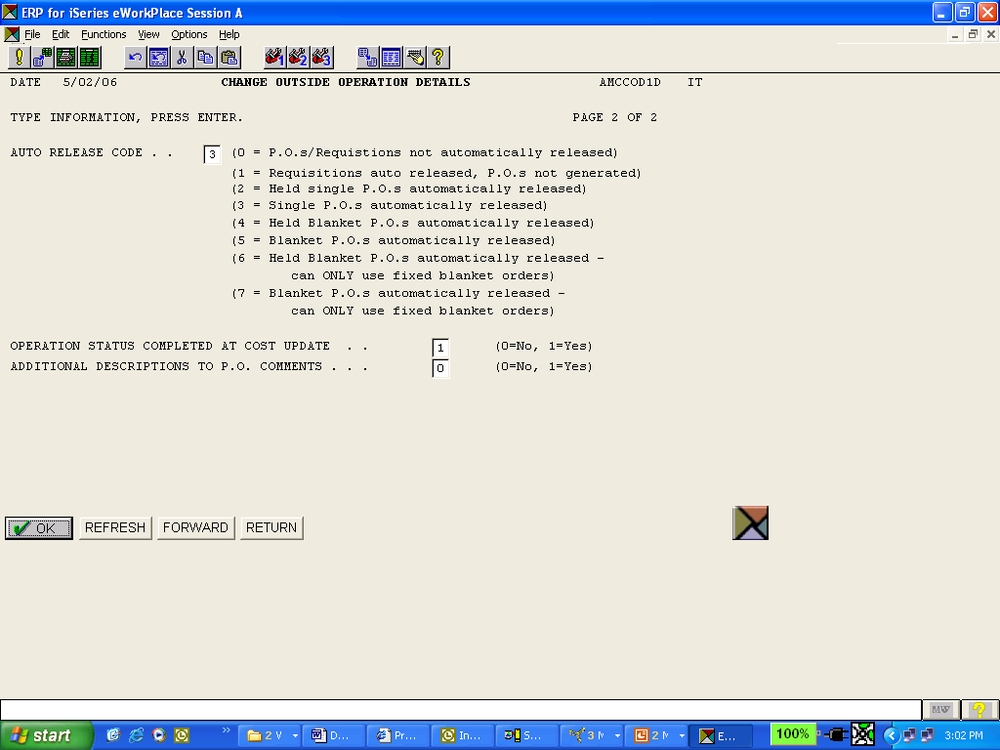 ERP for iSeries eWorkPlace Session A
File Edit Functions View Options Help
DATE 5/02/06 CHANGE OUTSIDE OPERATION DETAILS AMCCOD1D IT
TYPE INFORMATION, PRESS ENTER. PAGE 2 OF 2
AUTO RELEASE CODE . . 3 (0 = P.O.s/Requistions not automatically released)
(1 = Requisitions auto released, P.O.s not generated)
(2 = Held single P.O.s automatically released)
(3 = Single P.O.s automatically released)
(4 = Held Blanket P.O.s automatically released)
(5 = Blanket P.O.s automatically released)
(6 = Held Blanket P.O.s automatically released -
can ONLY use fixed blanket orders)
(7 = Blanket P.O.s automatically released -
can ONLY use fixed blanket orders)
OPERATION STATUS COMPLETED AT COST UPDATE . . 1 (0=No, 1=Yes)
ADDITIONAL DESCRIPTIONS TO P.O. COMMENTS . . . 0 (0=No, 1=Yes)
OK REFRESH FORWARD RETURN
MW
start 2 V D... Pr... In... S... 3 M 2 M E... 100% 3:02 PM